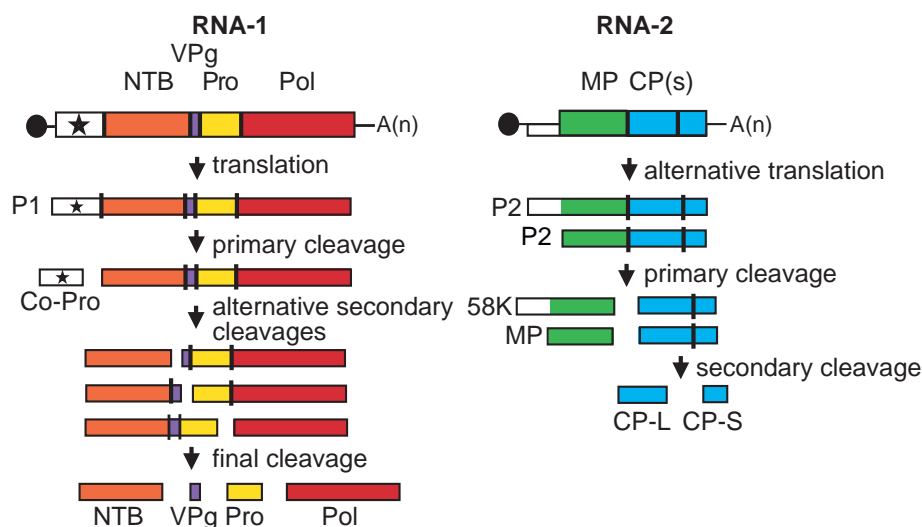 RNA-1
VPg
NTB Pro Pol
A(n)
translation
P1
primary cleavage
Co-Pro
alternative secondary
cleavages
final cleavage
NTB VPg Pro Pol
RNA-2
MP CP(s)
A(n)
alternative translation
P2
P2
primary cleavage
58K
MP
secondary cleavage
CP-L CP-S